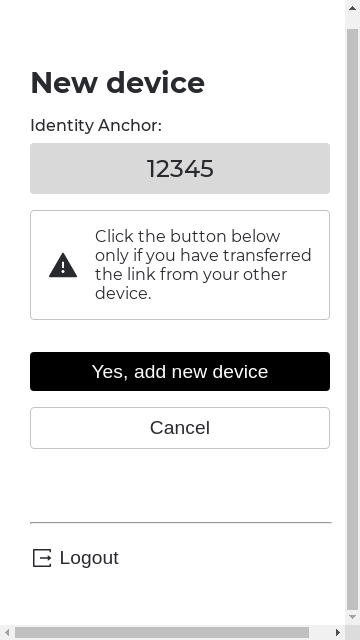 New device
Identity Anchor:
12345
Click the button below
only if you have transferred
the link from your other
device.
Yes, add new device
Cancel
Logout